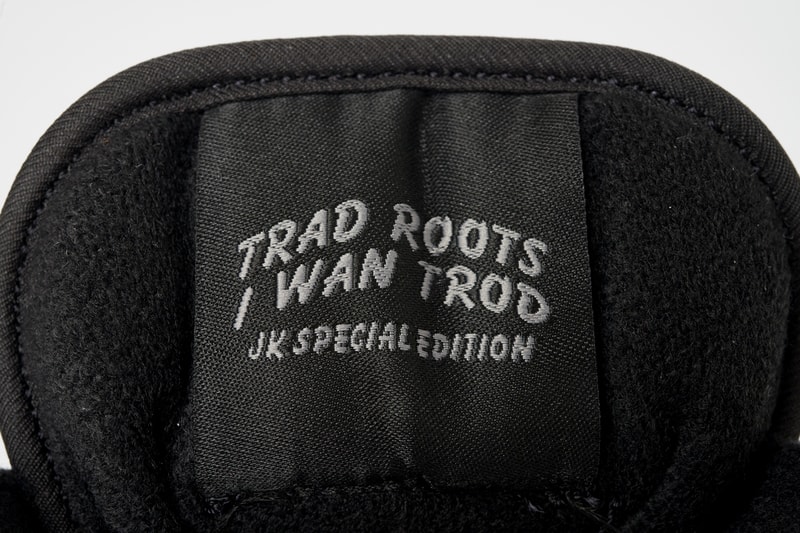 TRAD ROOTS
I WAN TROD
JK SPECIAL EDITION